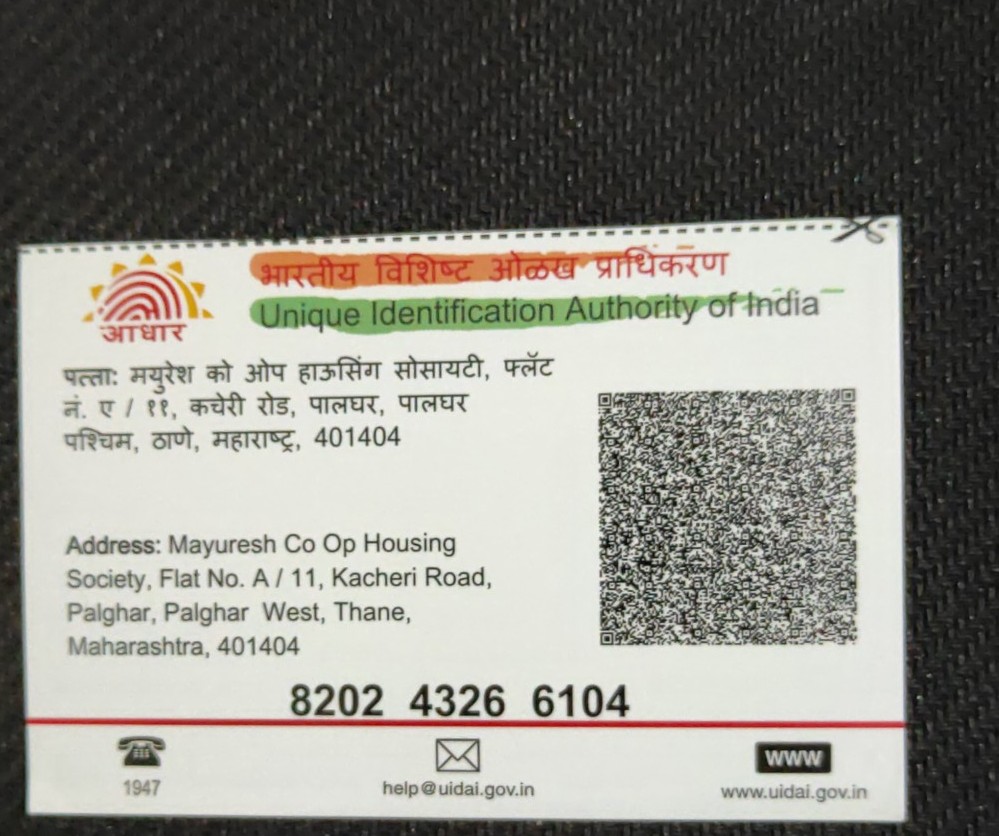 भारतीय विशिष्ट ओळख प्राधिकरण
Unique Identification Authority of India
आधार
पत्ता: मयुरेश को ओप हाऊसिंग सोसायटी, फ्लॅट
नं. ए / ११, कचेरी रोड, पालघर, पालघर
पश्चिम, ठाणे, महाराष्ट्र, 401404
Address: Mayuresh Co Op Housing
Society, Flat No. A / 11, Kacheri Road,
Palghar, Palghar West, Thane,
Maharashtra, 401404
8202 4326 6104
1947
help@uidai.gov.in
www
www.uidai.gov.in